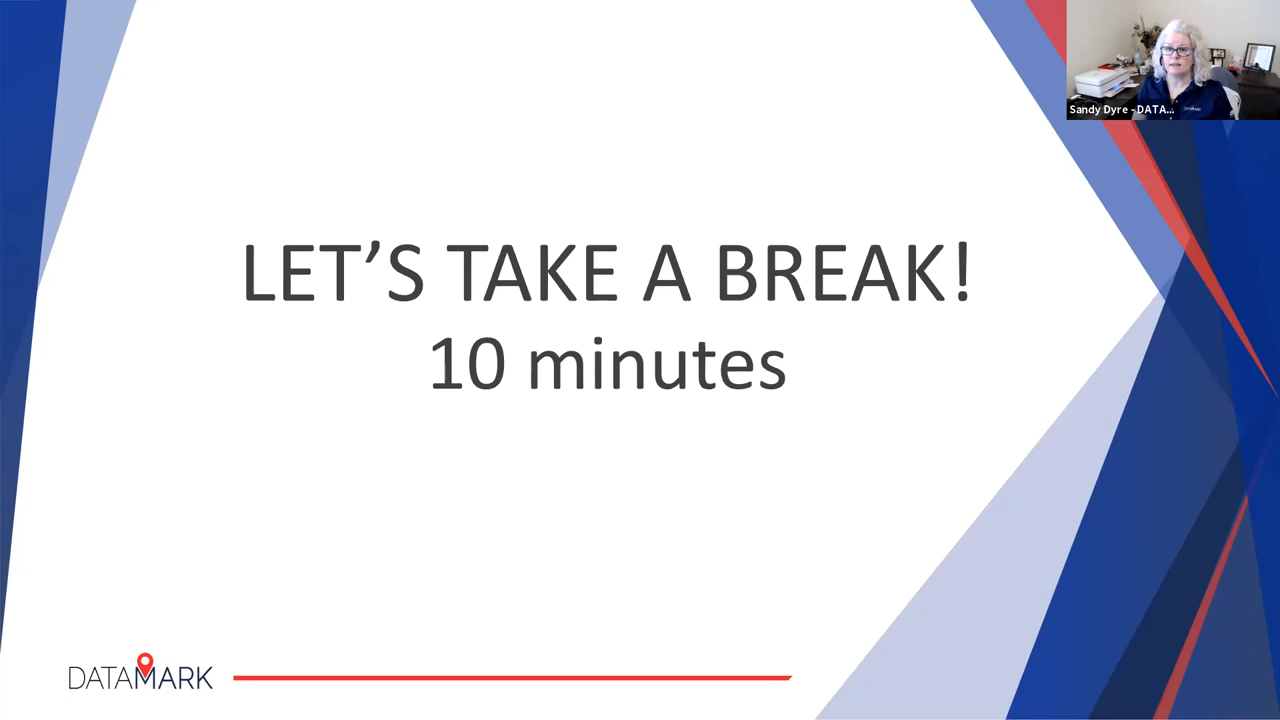 Sandy Dyre - DATA...
LET’S TAKE A BREAK!
10 minutes
DATAMARK